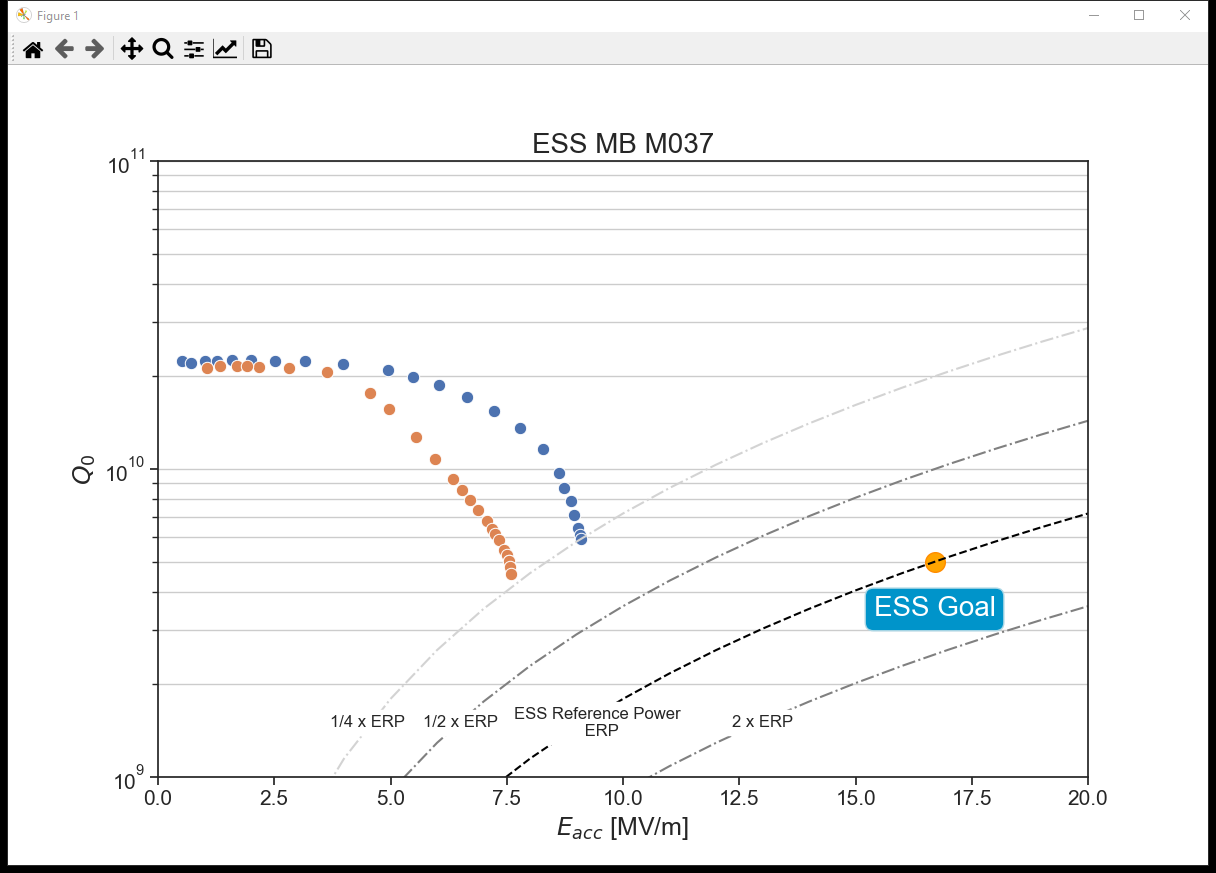 Figure 1
ESS MB M037
10^11
10^10
10^9
Q_0
1/4 x ERP
1/2 x ERP
ESS Reference Power
ERP
2 x ERP
ESS Goal
0.0 2.5 5.0 7.5 10.0 12.5 15.0 17.5 20.0
E_acc [MV/m]